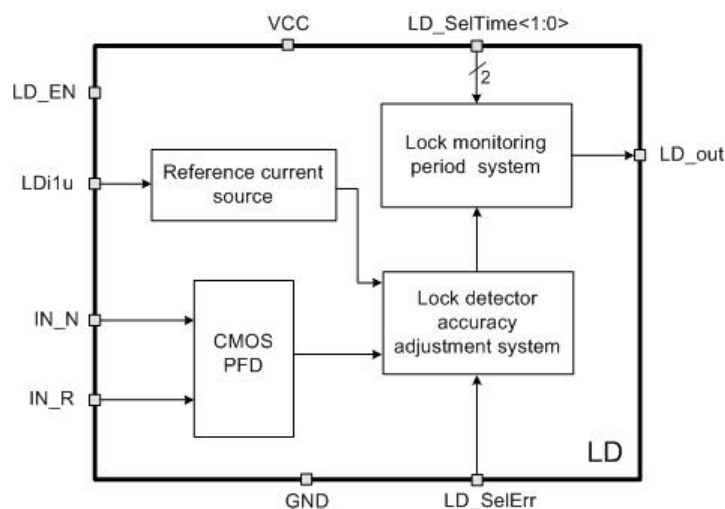 VCC
LD_SelTime<1:0>
LD_EN
2
Lock monitoring
period system
LD_out
LDi1u
Reference current
source
IN_N
CMOS
PFD
Lock detector
accuracy
adjustment system
IN_R
LD
GND
LD_SelErr